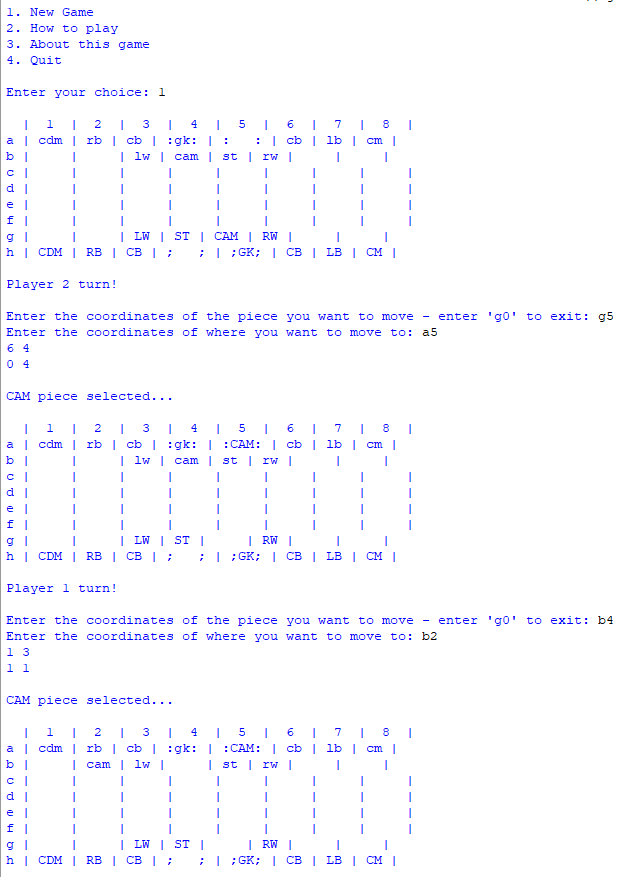 1. New Game
2. How to play
3. About this game
4. Quit
Enter your choice: 1
| 1 | 2 | 3 | 4 | 5 | 6 | 7 | 8 |
a | cdm | rb | cb | :gk: | : : | cb | lb | cm |
b | | | lw | cam | st | rw | | |
c | | | | | | | | |
d | | | | | | | | |
e | | | | | | | | |
f | | | | | | | | |
g | | | LW | ST | CAM | RW | | |
h | CDM | RB | CB | ; ; | ;GK; | CB | LB | CM |
Player 2 turn!
Enter the coordinates of the piece you want to move - enter 'g0' to exit: g5
Enter the coordinates of where you want to move to: a5
6 4
0 4
CAM piece selected...
| 1 | 2 | 3 | 4 | 5 | 6 | 7 | 8 |
a | cdm | rb | cb | :gk: | :CAM: | cb | lb | cm |
b | | | lw | cam | st | rw | | |
c | | | | | | | | |
d | | | | | | | | |
e | | | | | | | | |
f | | | | | | | | |
g | | | LW | ST | | RW | | |
h | CDM | RB | CB | ; ; | ;GK; | CB | LB | CM |
Player 1 turn!
Enter the coordinates of the piece you want to move - enter 'g0' to exit: b4
Enter the coordinates of where you want to move to: b2
1 3
1 1
CAM piece selected...
| 1 | 2 | 3 | 4 | 5 | 6 | 7 | 8 |
a | cdm | rb | cb | :gk: | :CAM: | cb | lb | cm |
b | | cam | lw | | st | rw | | |
c | | | | | | | | |
d | | | | | | | | |
e | | | | | | | | |
f | | | | | | | | |
g | | | LW | ST | | RW | | |
h | CDM | RB | CB | ; ; | ;GK; | CB | LB | CM |